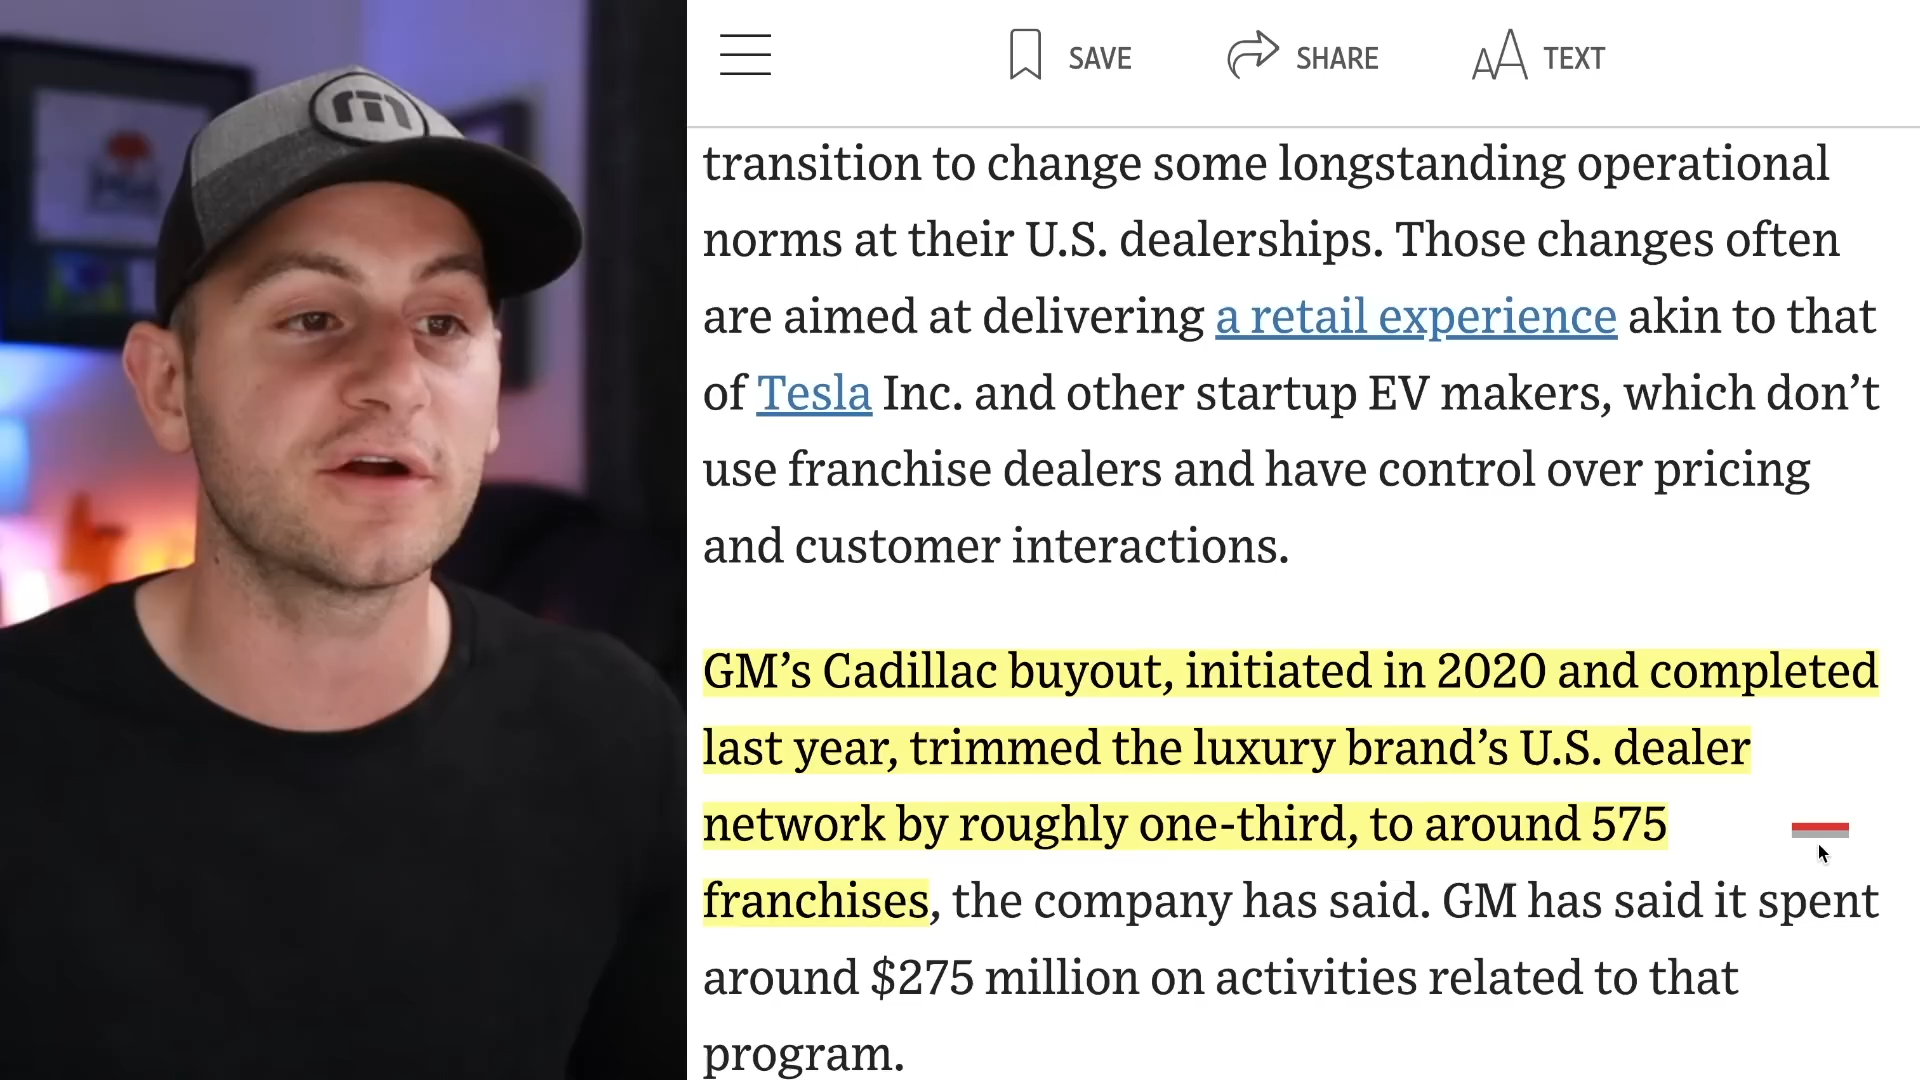 SAVE SHARE TEXT
transition to change some longstanding operational
norms at their U.S. dealerships. Those changes often
are aimed at delivering a retail experience akin to that
of Tesla Inc. and other startup EV makers, which don’t
use franchise dealers and have control over pricing
and customer interactions.
GM’s Cadillac buyout, initiated in 2020 and completed
last year, trimmed the luxury brand’s U.S. dealer
network by roughly one-third, to around 575
franchises, the company has said. GM has said it spent
around $275 million on activities related to that
program.